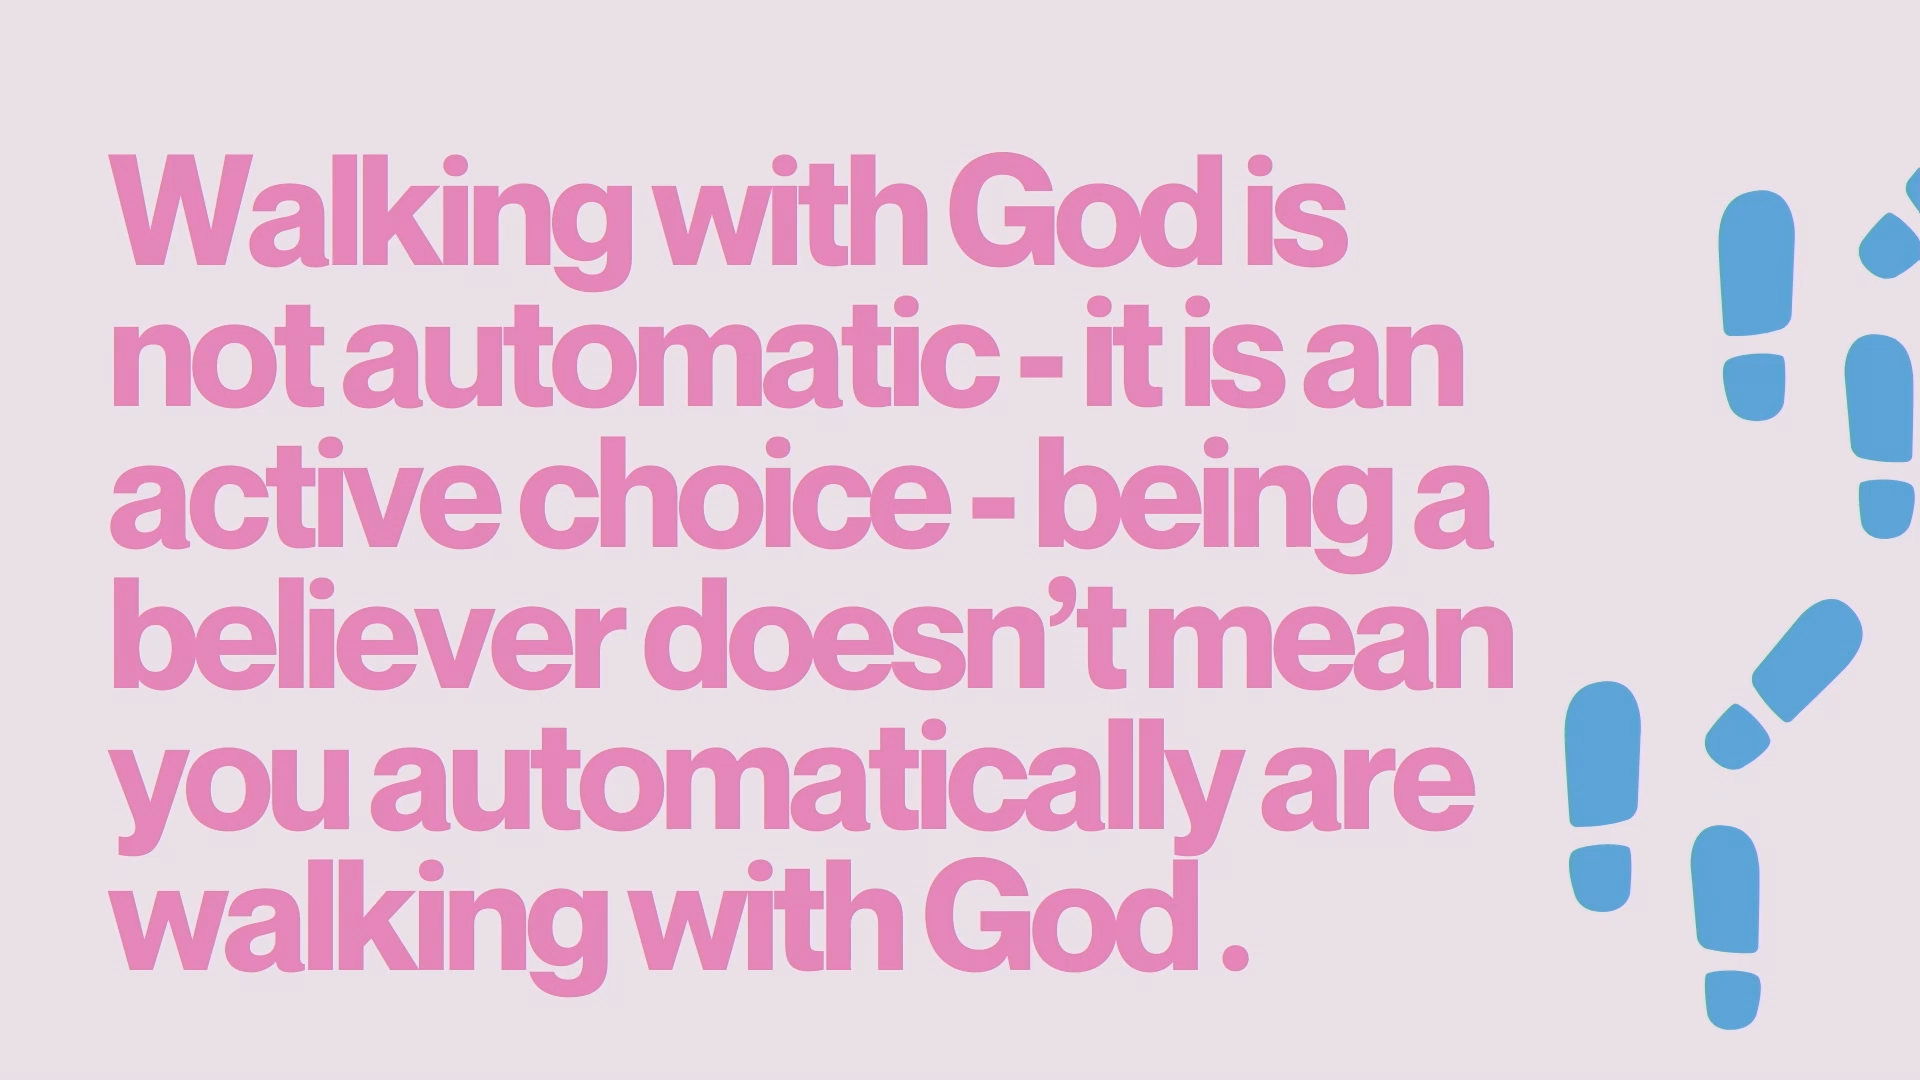 Walking with God is
not automatic - it is an
active choice - being a
believer doesn’t mean
you automatically are
walking with God .